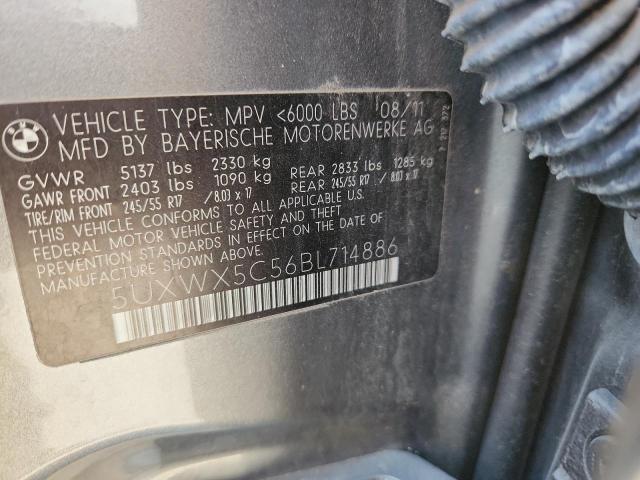 BMW
VEHICLE TYPE: MPV <6000 LBS 08/11
MFD BY BAYERISCHE MOTORENWERKE AG
GVWR 5137 lbs 2330 kg
GAWR FRONT 2403 lbs 1090 kg REAR 2833 lbs 1285 kg
TIRE/RIM FRONT 245/55 R17 /8.0J x 17 REAR 245/55 R17 /8.0J x 17
THIS VEHICLE CONFORMS TO ALL APPLICABLE U.S.
FEDERAL MOTOR VEHICLE SAFETY AND THEFT
PREVENTION STANDARDS IN EFFECT ON THE DATE
OF MANUFACTURE SHOWN ABOVE.
5UXWX5C56BL714886